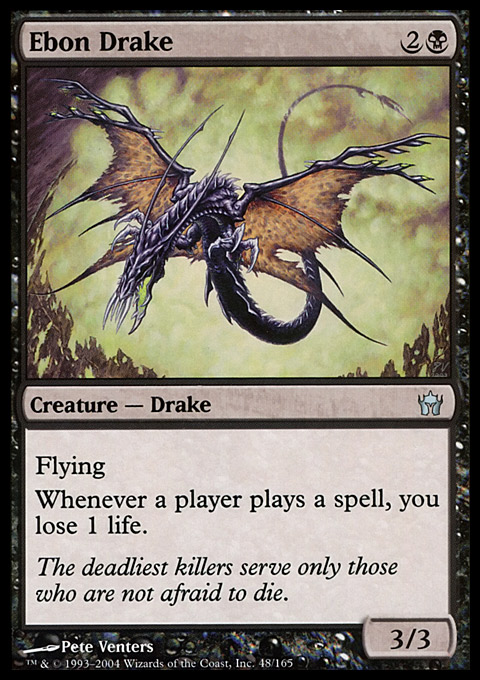 Ebon Drake 2
Creature — Drake
Flying
Whenever a player plays a spell, you
lose 1 life.
The deadliest killers serve only those
who are not afraid to die.
Pete Venters
3/3
™ & © 1993–2004 Wizards of the Coast, Inc. 48/165